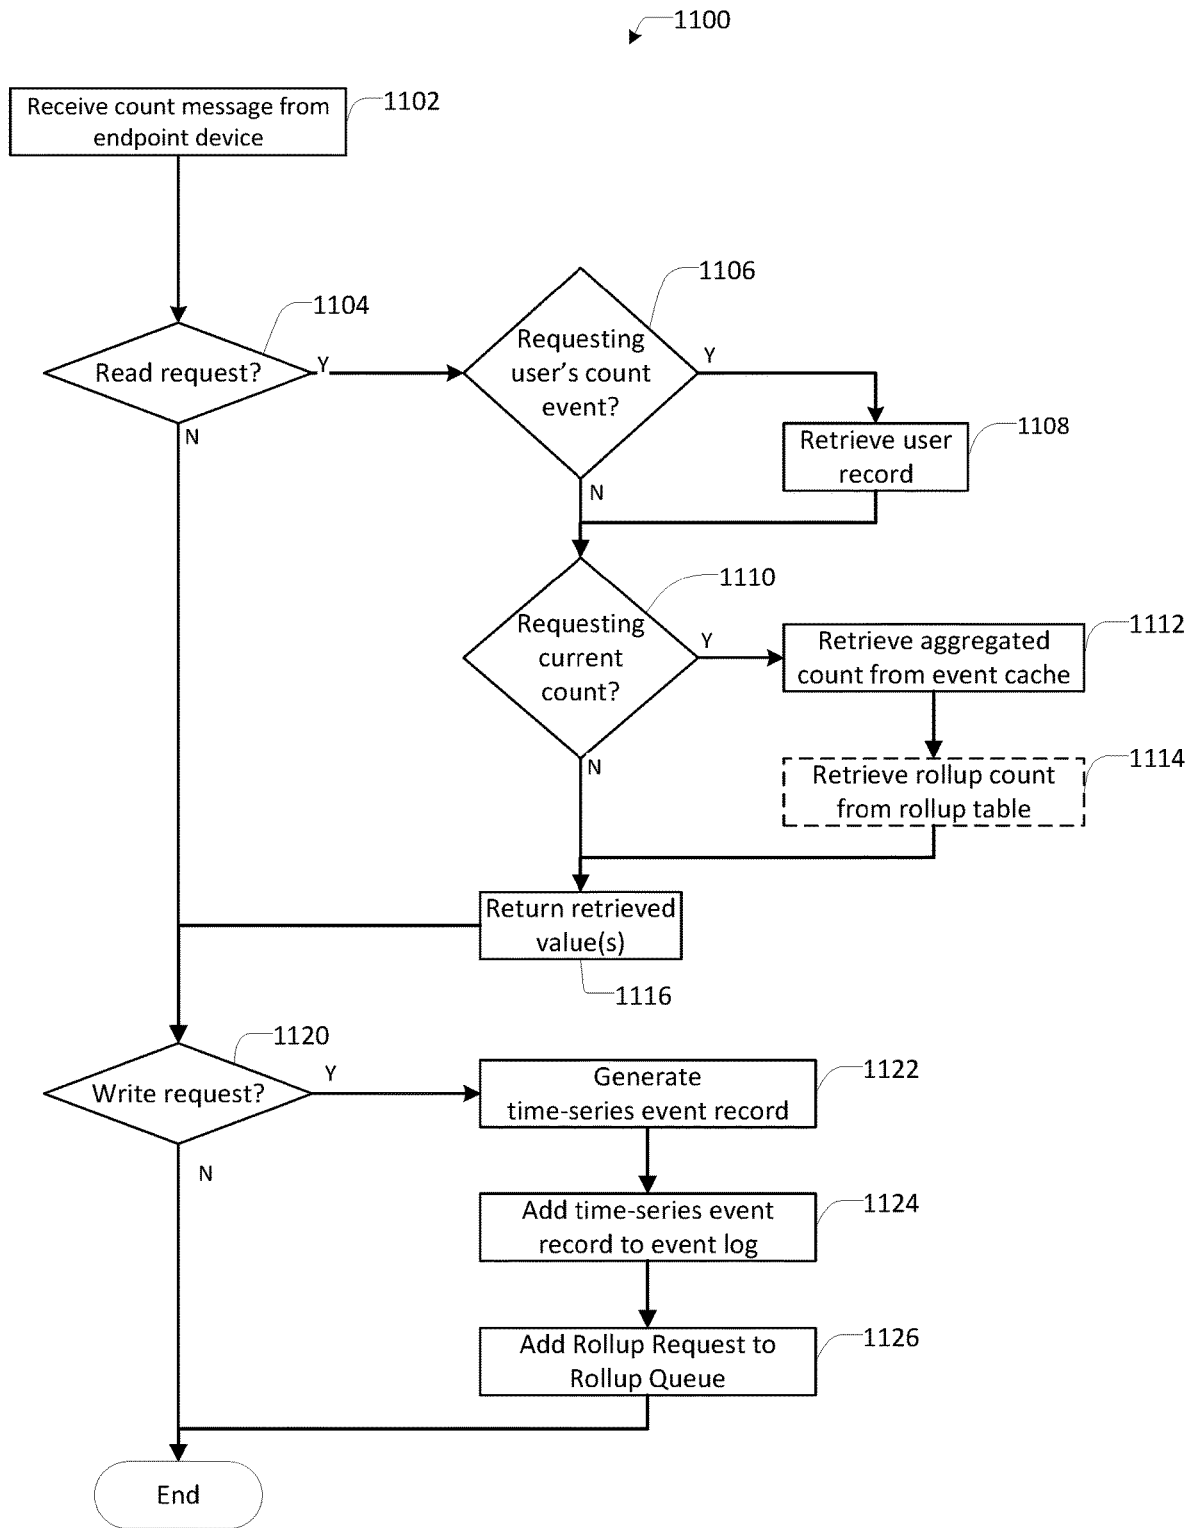 1100
Receive count message from
endpoint device
1102
1104
Read request?
Y
N
1106
Requesting
user's count
event?
Y
N
1108
Retrieve user
record
1110
Requesting
current
count?
Y
N
1112
Retrieve aggregated
count from event cache
1114
Retrieve rollup count
from rollup table
Return retrieved
value(s)
1116
1120
Write request?
Y
N
1122
Generate
time-series event record
1124
Add time-series event
record to event log
1126
Add Rollup Request to
Rollup Queue
End